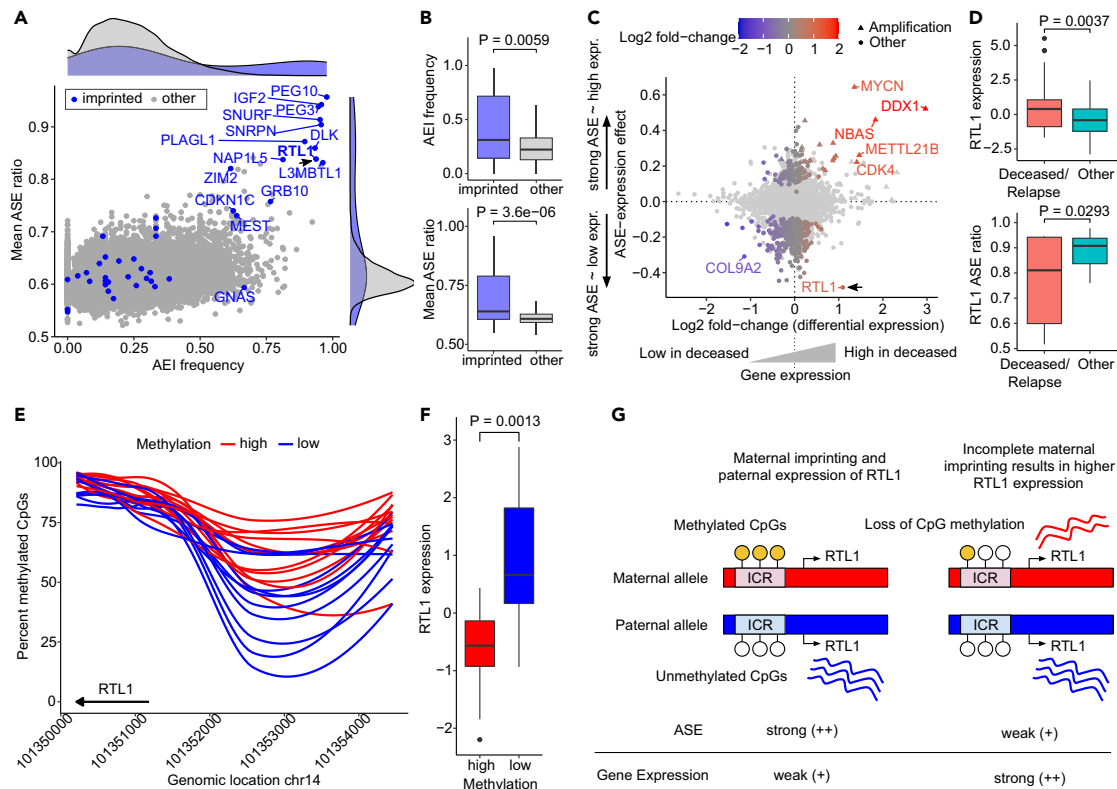 A
Mean ASE ratio
0.9
0.8
0.7
0.6
0.5
0.00
0.25
0.50
0.75
1.00
AEI frequency
imprinted
other
PEG10
IGF2
PEG3
SNURF
SNRPN
DLK
PLAGL1
RTL1
NAP1L5
L3MBTL1
ZIM2
GRB10
CDKN1C
MEST
GNAS
B
P = 0.0059
AEI frequency
1.0
0.5
0.0
imprinted
other
P = 3.6e−06
Mean ASE ratio
1.00
0.75
0.50
imprinted
other
C
Log2 fold−change
−2 −1 0 1 2
Amplification
Other
strong ASE ~ high expr.
strong ASE ~ low expr.
ASE−expression effect
0.6
0.4
0.2
0.0
−0.2
−0.4
MYCN
DDX1
NBAS
METTL21B
CDK4
COL9A2
RTL1
−2 −1 0 1 2 3
Log2 fold−change (differential expression)
Low in deceased
High in deceased
Gene expression
D
P = 0.0037
RTL1 expression
5.0
2.5
0.0
−2.5
Deceased/
Relapse
Other
P = 0.0293
RTL1 ASE ratio
1.0
0.9
0.8
0.7
0.6
0.5
Deceased/
Relapse
Other
E
Methylation
high
low
Percent methylated CpGs
100
75
50
25
0
RTL1
101350000
101351000
101352000
101353000
101354000
Genomic location chr14
F
P = 0.0013
RTL1 expression
3
2
1
0
−1
−2
high
low
Methylation
G
Maternal imprinting and
paternal expression of RTL1
Incomplete maternal
imprinting results in higher
RTL1 expression
Methylated CpGs
Loss of CpG methylation
RTL1
RTL1
Maternal allele
ICR
ICR
Paternal allele
ICR
ICR
RTL1
RTL1
Unmethylated CpGs
ASE
strong (++)
weak (+)
Gene Expression
weak (+)
strong (++)